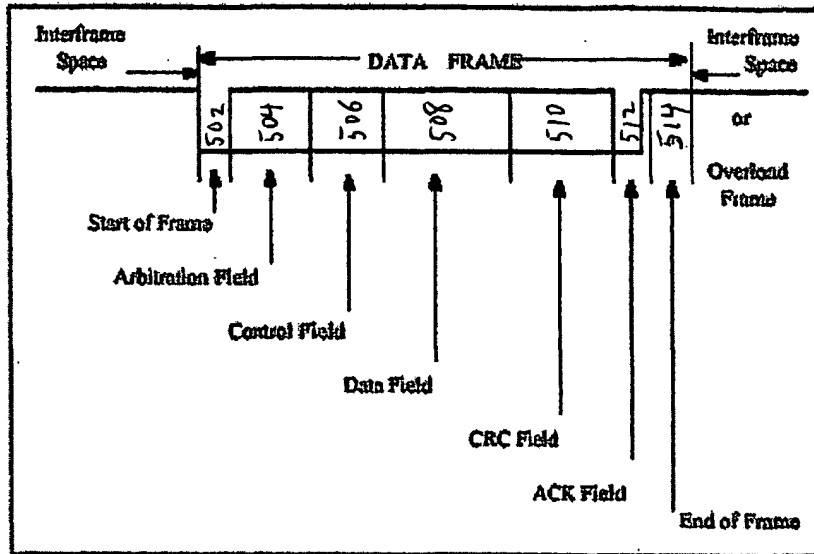 Interframe
Space
DATA FRAME
Interframe
Space
502
504
506
508
510
512
514
or
Overload
Frame
Start of Frame
Arbitration Field
Control Field
Data Field
CRC Field
ACK Field
End of Frame